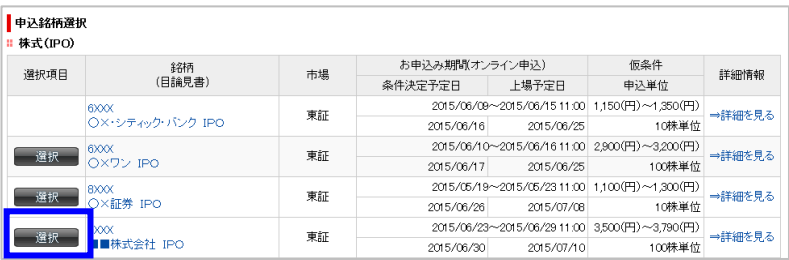 申込銘柄選択
株式(IPO)
選択項目 銘柄(目論見書) 市場 お申込み期間(オンライン申込) 仮条件 詳細情報
条件決定予定日 上場予定日 申込単位
6XXX 東証 2015/06/09～2015/06/15 11:00 1,150(円)～1,350(円) ⇒詳細を見る
○×・シティック・バンク IPO 2015/06/16 2015/06/25 10株単位
選択 6XXX 東証 2015/06/10～2015/06/16 11:00 2,900(円)～3,200(円) ⇒詳細を見る
○×ワン IPO 2015/06/17 2015/06/25 100株単位
選択 8XXX 東証 2015/05/19～2015/05/23 11:00 1,100(円)～1,300(円) ⇒詳細を見る
○×証券 IPO 2015/06/26 2015/07/08 10株単位
選択 XXX 東証 2015/06/23～2015/06/29 11:00 3,500(円)～3,790(円) ⇒詳細を見る
■■株式会社 IPO 2015/06/30 2015/07/10 100株単位